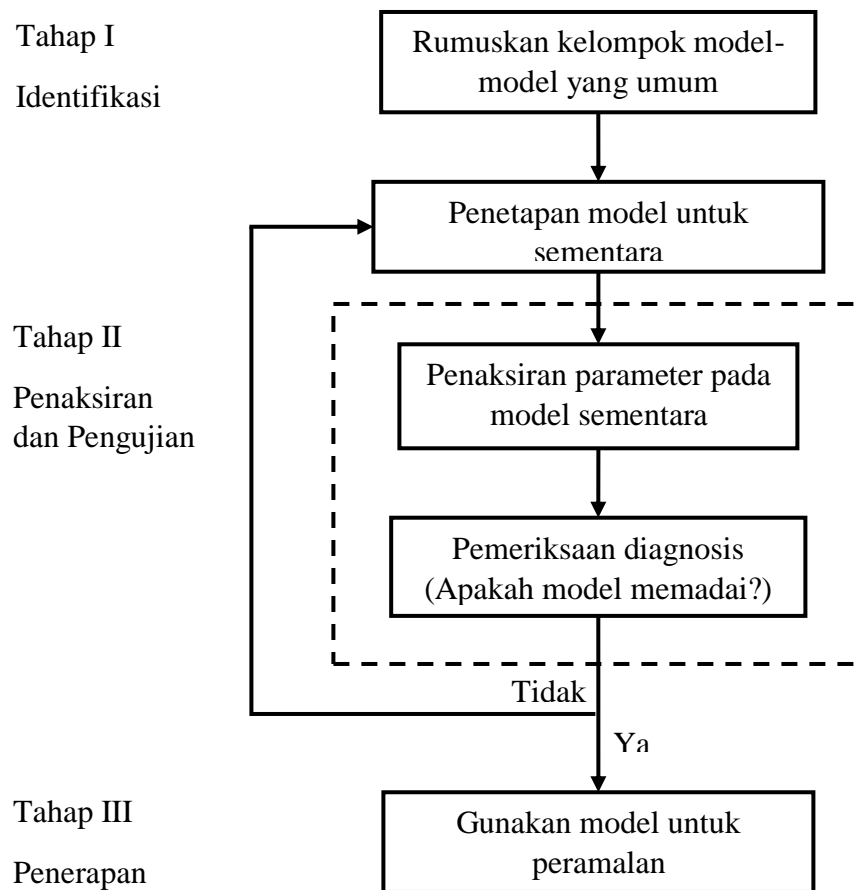 Tahap I
Identifikasi
Rumuskan kelompok model-
model yang umum
Penetapan model untuk
sementara
Tahap II
Penaksiran
dan Pengujian
Penaksiran parameter pada
model sementara
Pemeriksaan diagnosis
(Apakah model memadai?)
Tidak
Ya
Tahap III
Penerapan
Gunakan model untuk
peramalan